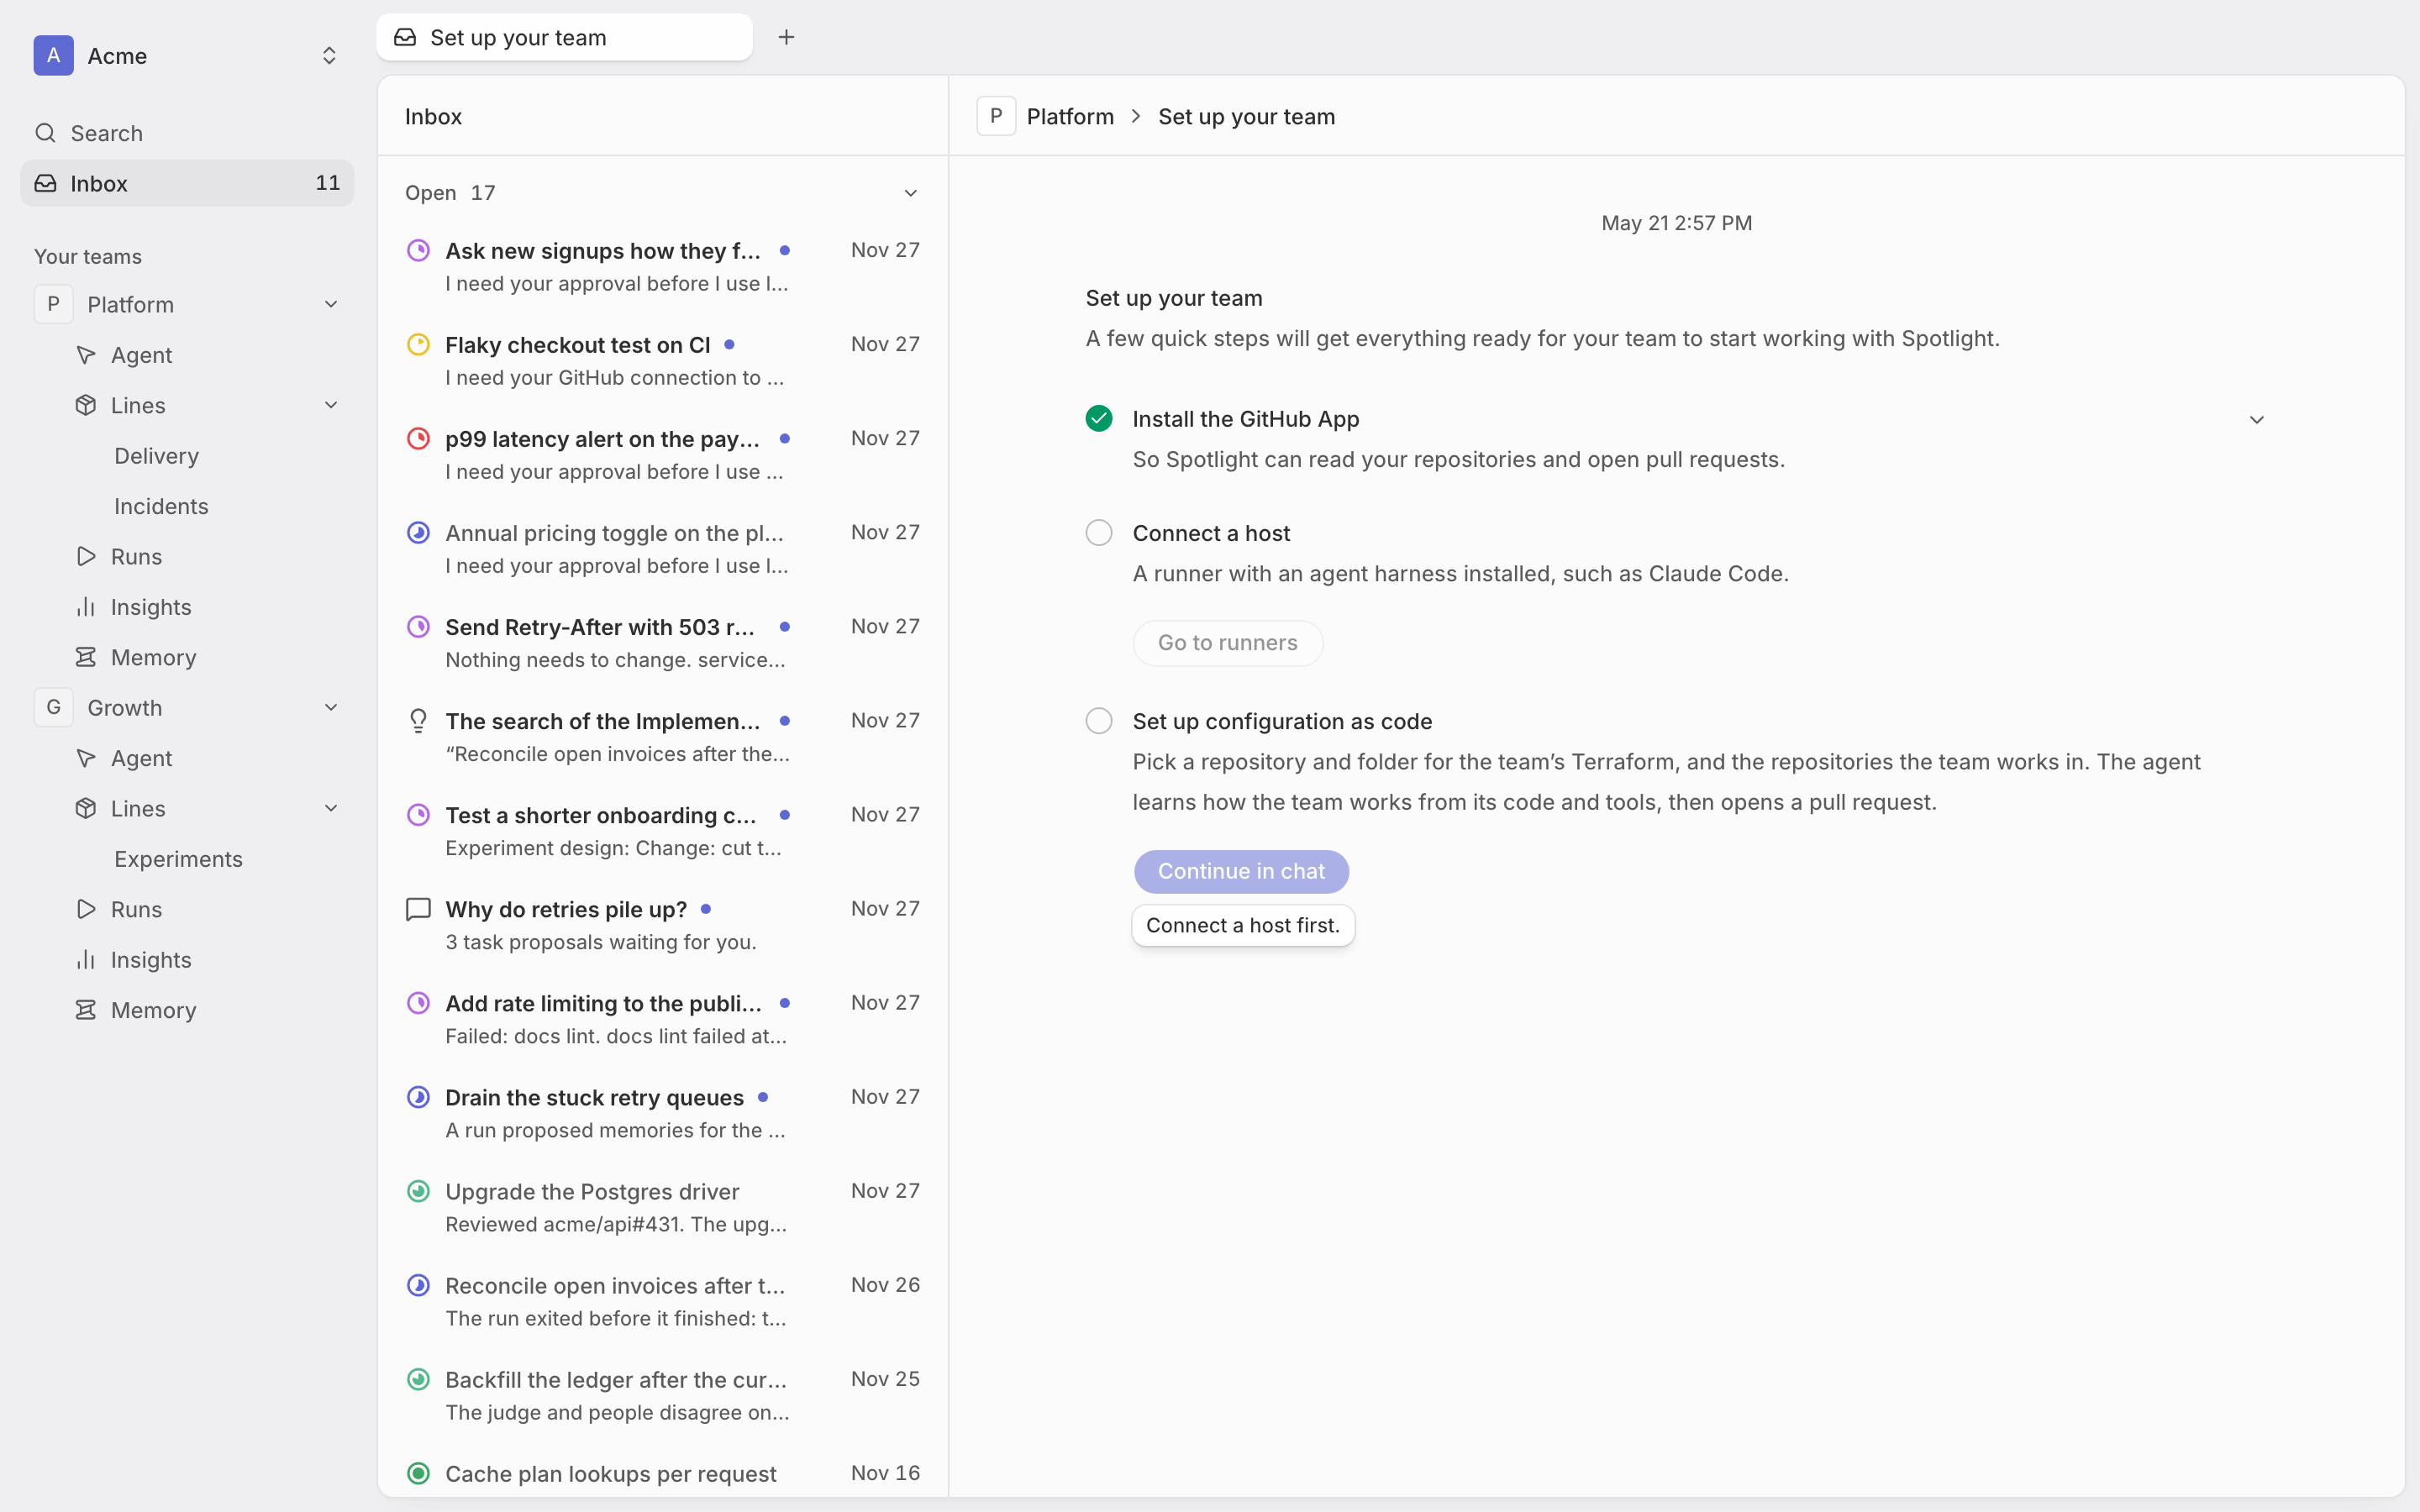 A Acme
Search
Inbox 11
Your teams
P Platform
Agent
Lines
Delivery
Incidents
Runs
Insights
Memory
G Growth
Agent
Lines
Experiments
Runs
Insights
Memory
Set up your team
Inbox
Open 17
Ask new signups how they f... Nov 27
I need your approval before I use l...
Flaky checkout test on CI Nov 27
I need your GitHub connection to ...
p99 latency alert on the pay... Nov 27
I need your approval before I use ...
Annual pricing toggle on the pl... Nov 27
I need your approval before I use l...
Send Retry-After with 503 r... Nov 27
Nothing needs to change. service...
The search of the Implemen... Nov 27
“Reconcile open invoices after the...
Test a shorter onboarding c... Nov 27
Experiment design: Change: cut t...
Why do retries pile up? Nov 27
3 task proposals waiting for you.
Add rate limiting to the publi... Nov 27
Failed: docs lint. docs lint failed at...
Drain the stuck retry queues Nov 27
A run proposed memories for the ...
Upgrade the Postgres driver Nov 27
Reviewed acme/api#431. The upg...
Reconcile open invoices after t... Nov 26
The run exited before it finished: t...
Backfill the ledger after the cur... Nov 25
The judge and people disagree on...
Cache plan lookups per request Nov 16
P Platform Set up your team
May 21 2:57 PM
Set up your team
A few quick steps will get everything ready for your team to start working with Spotlight.
Install the GitHub App
So Spotlight can read your repositories and open pull requests.
Connect a host
A runner with an agent harness installed, such as Claude Code.
Go to runners
Set up configuration as code
Pick a repository and folder for the team’s Terraform, and the repositories the team works in. The agent
learns how the team works from its code and tools, then opens a pull request.
Continue in chat
Connect a host first.